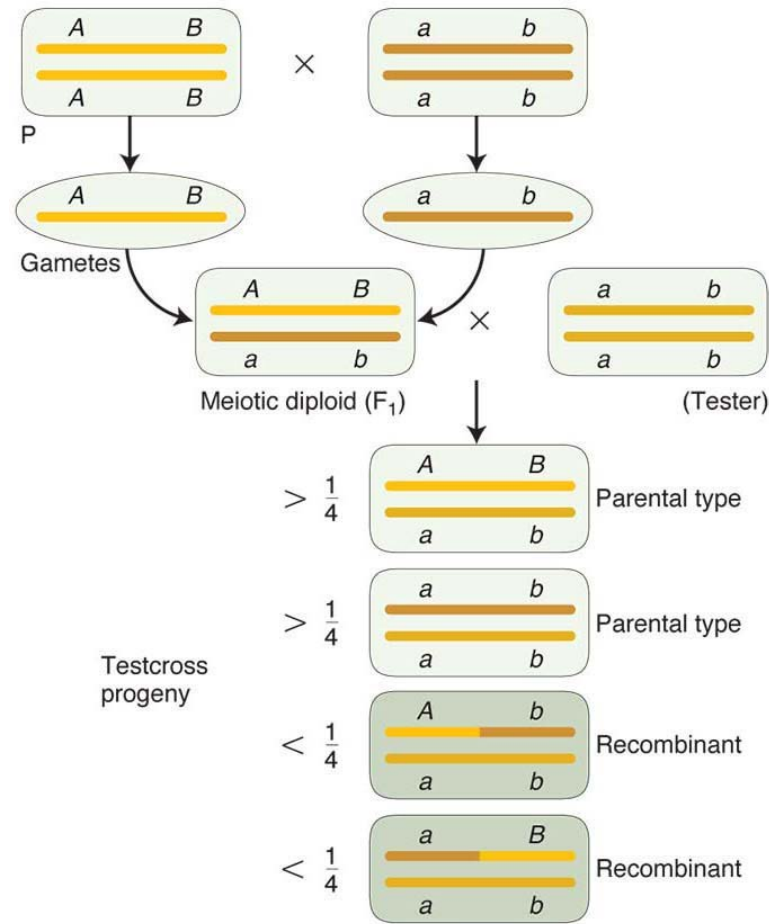 A B a b
×
A B a b
P
A B a b
Gametes
A B a b
×
a b a b
Meiotic diploid (F₁) (Tester)
A B
> 1/4 Parental type
a b
a b
> 1/4 Parental type
a b
Testcross
progeny
A b
< 1/4 Recombinant
a b
a B
< 1/4 Recombinant
a b